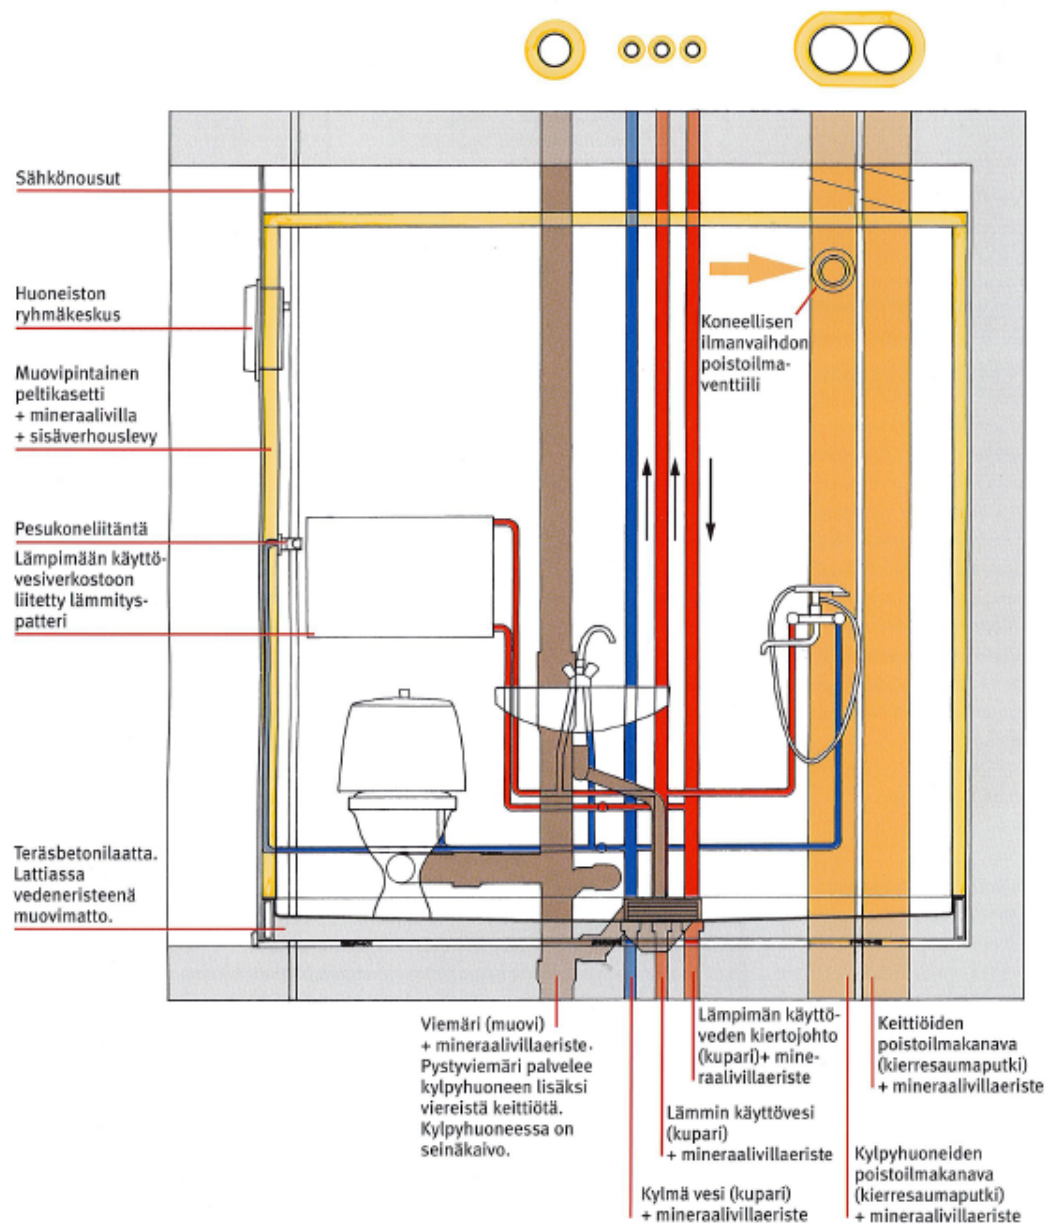 Sähkönousut
Huoneiston
ryhmäkeskus
Muovipintainen
peltikasetti
+ mineraalivilla
+ sisäverhouslevy
Pesukoneliitäntä
Lämpimään käyttö-
vesiverkostoon
liitetty lämmitys-
patteri
Teräsbetonilaatta.
Lattiassa
vedeneristeenä
muovimatto.
Koneellisen
ilmanvaihdon
poistoilma-
venttiili
Viemäri (muovi)
+ mineraalivillaeriste.
Pystyviemäri palvelee
kylpyhuoneen lisäksi
viereistä keittiötä.
Kylpyhuoneessa on
seinäkaivo.
Kylmä vesi (kupari)
+ mineraalivillaeriste
Lämmin käyttövesi
(kupari)
+ mineraalivillaeriste
Lämpimän käyttö-
veden kiertojohto
(kupari)+ mine-
raalivillaeriste
Kylpyhuoneiden
poistoilmakanava
(kierresaumaputki)
+ mineraalivillaeriste
Keittiöiden
poistoilmakanava
(kierresaumaputki)
+ mineraalivillaeriste